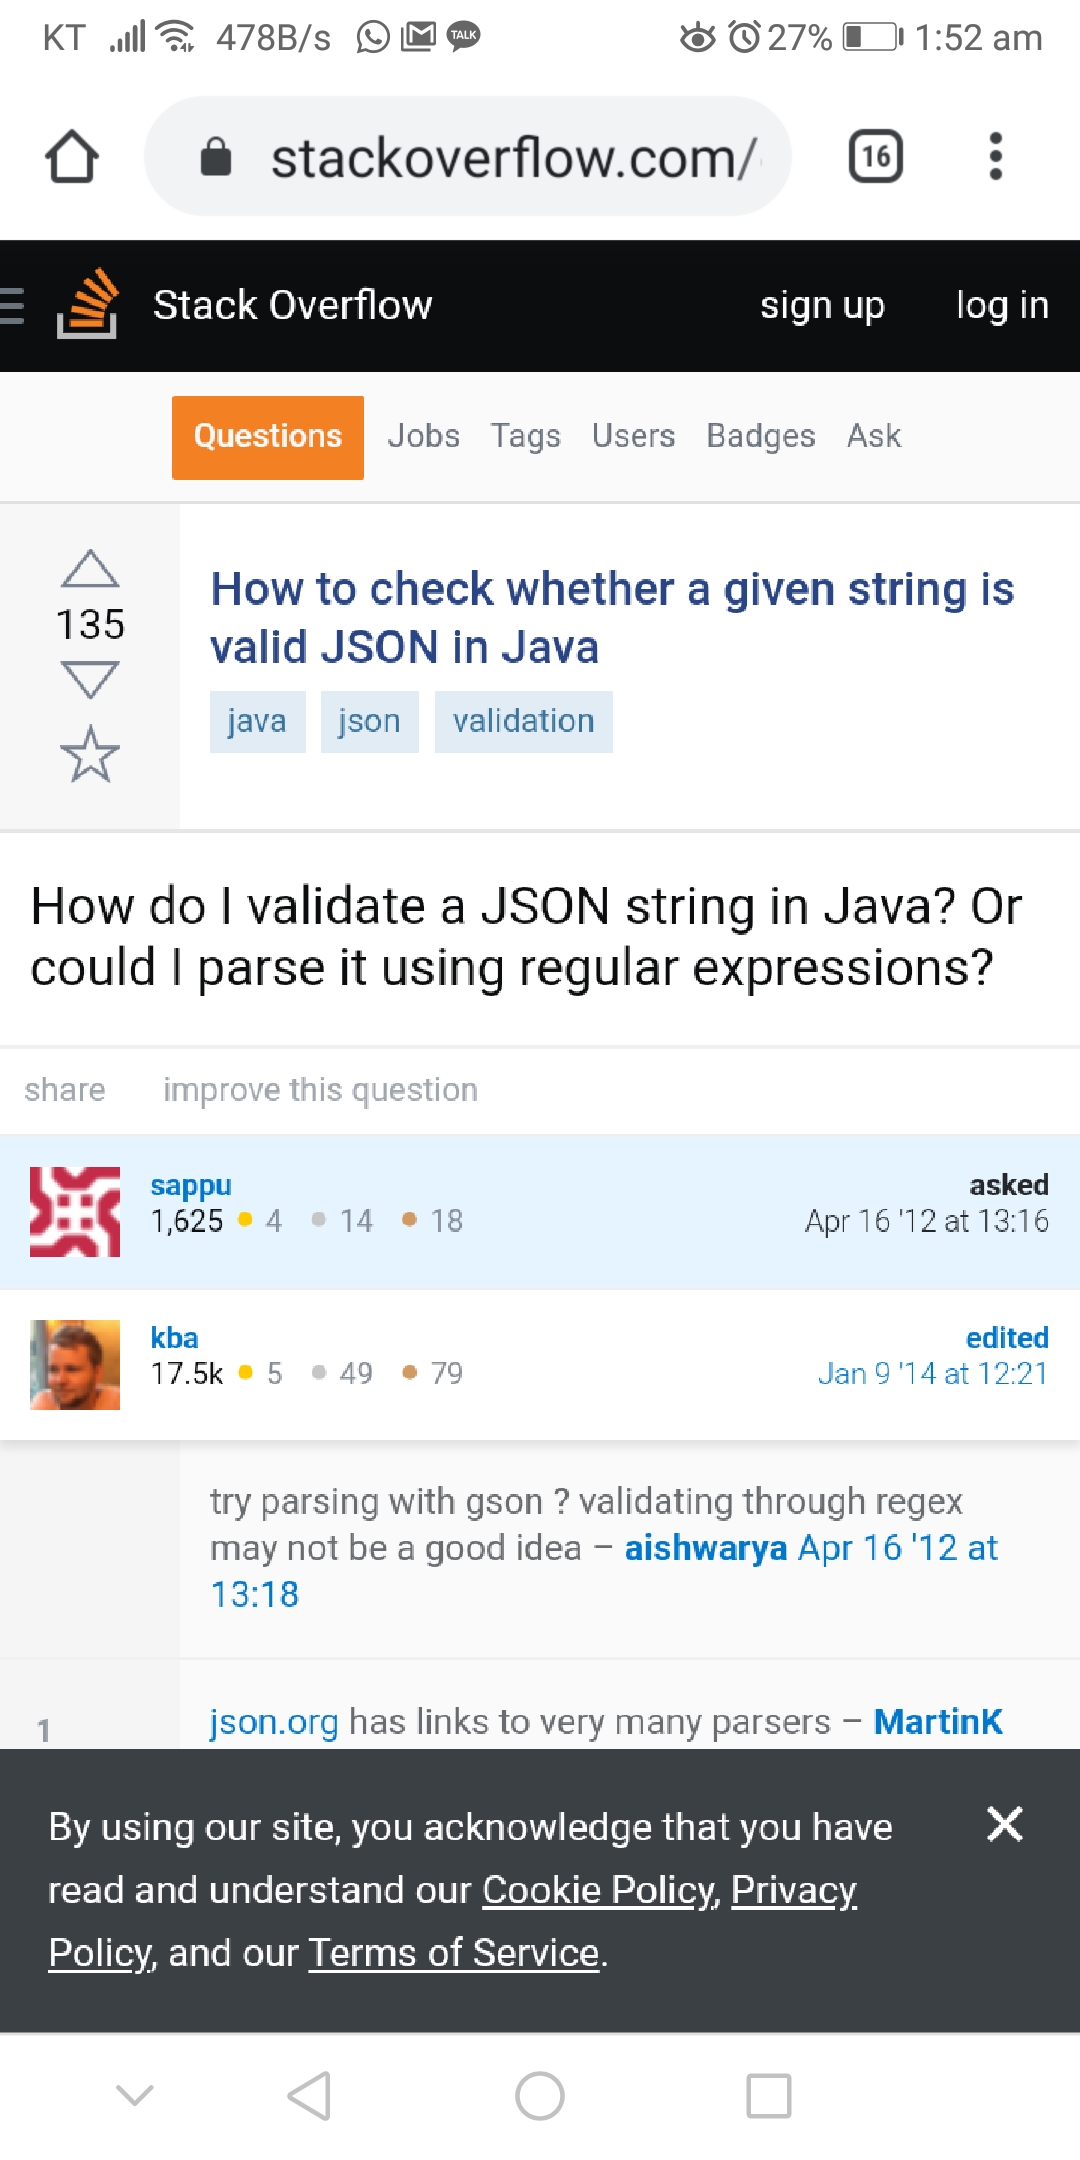 KT 478B/s TALK 27% 1:52 am
stackoverflow.com/
16
Stack Overflow sign up log in
Questions Jobs Tags Users Badges Ask
135
How to check whether a given string is
valid JSON in Java
java json validation
How do I validate a JSON string in Java? Or
could I parse it using regular expressions?
share improve this question
sappu asked
1,625 4 14 18 Apr 16 '12 at 13:16
kba edited
17.5k 5 49 79 Jan 9 '14 at 12:21
try parsing with gson ? validating through regex
may not be a good idea – aishwarya Apr 16 '12 at
13:18
1 json.org has links to very many parsers – MartinK
By using our site, you acknowledge that you have
read and understand our Cookie Policy, Privacy
Policy, and our Terms of Service.